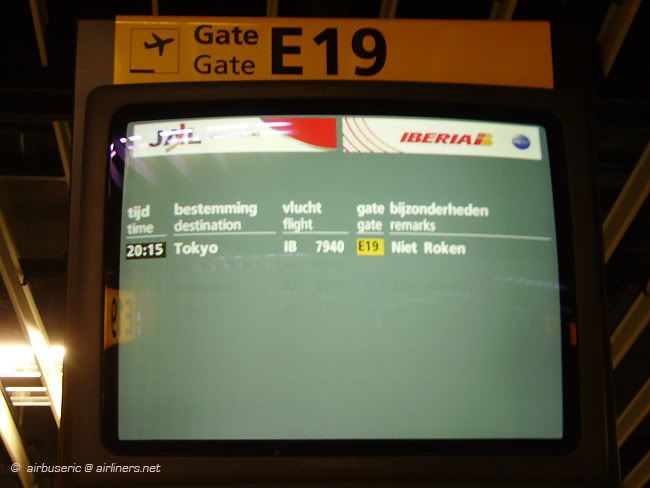 Gate E19
Gate
JAL
IBERIA
tijd bestemming vlucht gate bijzonderheden
time destination flight gate remarks
20:15 Tokyo IB 7940 E19 Niet Roken
© airbuseric @ airliners.net